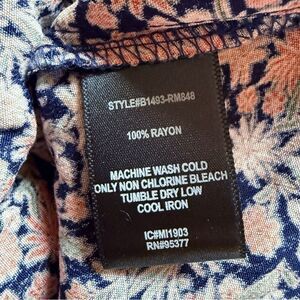 STYLE#B1493-RM848
100% RAYON
MACHINE WASH COLD
ONLY NON CHLORINE BLEACH
TUMBLE DRY LOW
COOL IRON
IC#MI1903
RN#95377